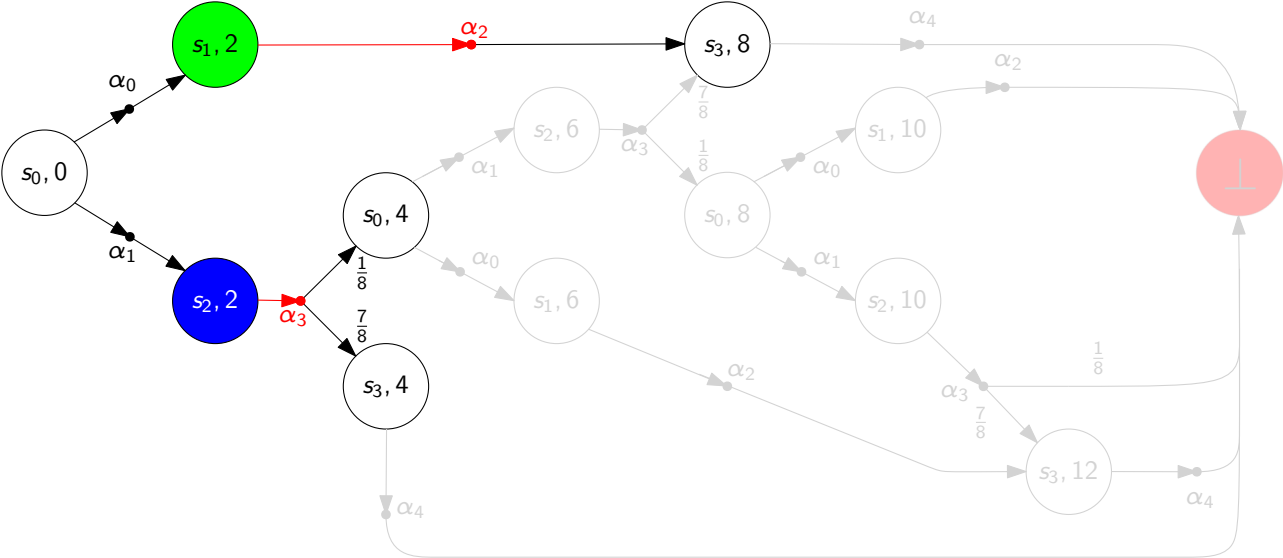 α₄
α₂
s₁, 2
s₃, 8
α₂
α₀
7/8
s₂, 6
s₁, 10
α₃
1/8
α₁
α₀
s₀, 0
⊥
s₀, 4
s₀, 8
α₁
α₀
α₁
1/8
s₂, 2
s₁, 6
s₂, 10
α₃
7/8
1/8
α₂
s₃, 4
α₃
7/8
s₃, 12
α₄
α₄